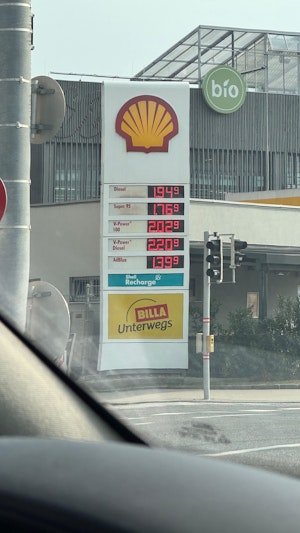 bio
Diesel 1949
Super 95 1769
V-Power
100
2029
V-Power
Diesel
2209
AdBlue 1399
Shell
Recharge
BILLA
Unterwegs